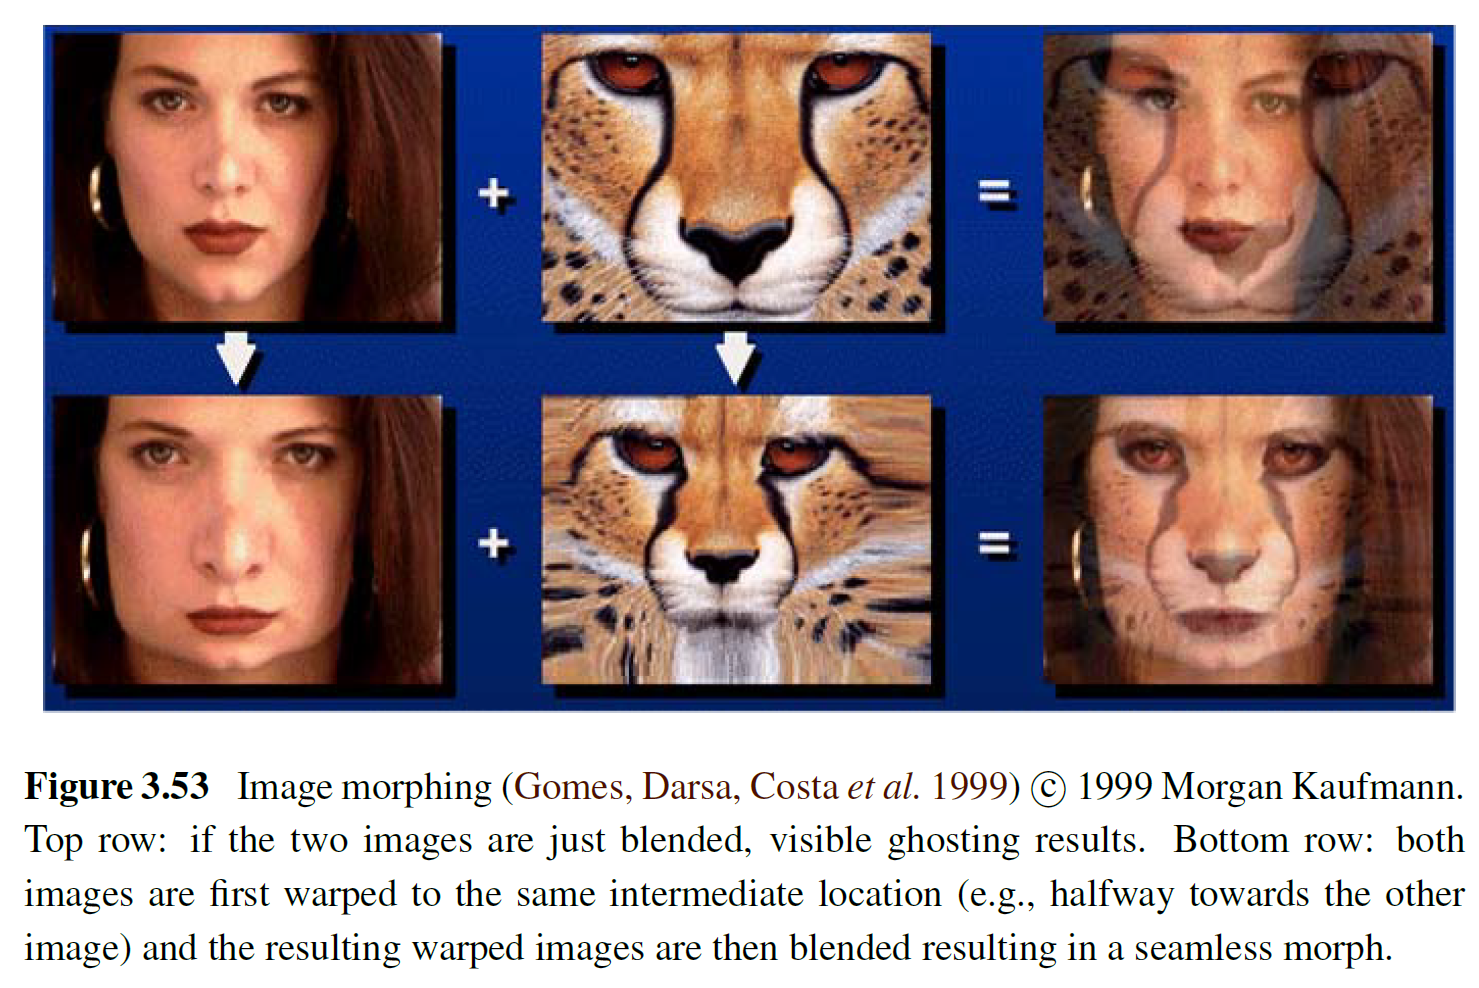 + =
+ =
Figure 3.53 Image morphing (Gomes, Darsa, Costa et al. 1999) © 1999 Morgan Kaufmann.
Top row: if the two images are just blended, visible ghosting results. Bottom row: both
images are first warped to the same intermediate location (e.g., halfway towards the other
image) and the resulting warped images are then blended resulting in a seamless morph.